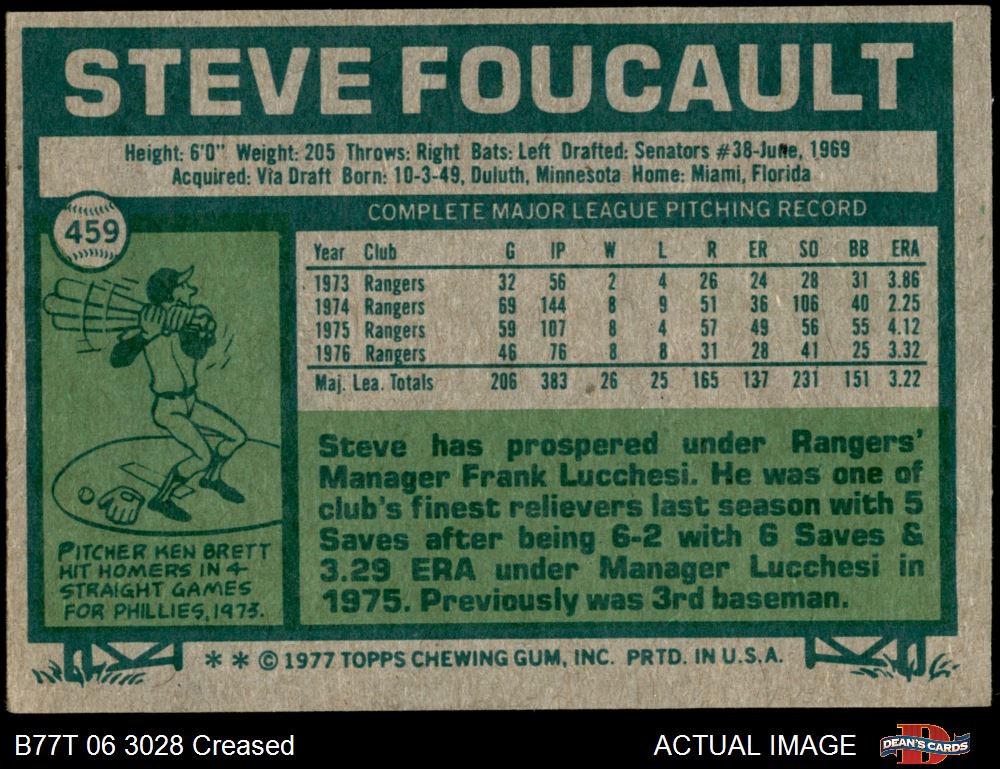 STEVE FOUCAULT
Height: 6'0" Weight: 205 Throws: Right Bats: Left Drafted: Senators #38-June, 1969
Acquired: Via Draft Born: 10-3-49, Duluth, Minnesota Home: Miami, Florida
459
COMPLETE MAJOR LEAGUE PITCHING RECORD
Year Club G IP W L R ER SO BB ERA
1973 Rangers 32 56 2 4 26 24 28 31 3.86
1974 Rangers 69 144 8 9 51 36 106 40 2.25
1975 Rangers 59 107 8 4 57 49 56 55 4.12
1976 Rangers 46 76 8 8 31 28 41 25 3.32
Maj. Lea. Totals 206 383 26 25 165 137 231 151 3.22
PITCHER KEN BRETT
HIT HOMERS IN 4
STRAIGHT GAMES
FOR PHILLIES, 1973.
Steve has prospered under Rangers'
Manager Frank Lucchesi. He was one of
club's finest relievers last season with 5
Saves after being 6-2 with 6 Saves &
3.29 ERA under Manager Lucchesi in
1975. Previously was 3rd baseman.
* * © 1977 TOPPS CHEWING GUM, INC. PRTD. IN U.S.A.
B77T 06 3028 Creased
ACTUAL IMAGE
DEAN'S CARDS